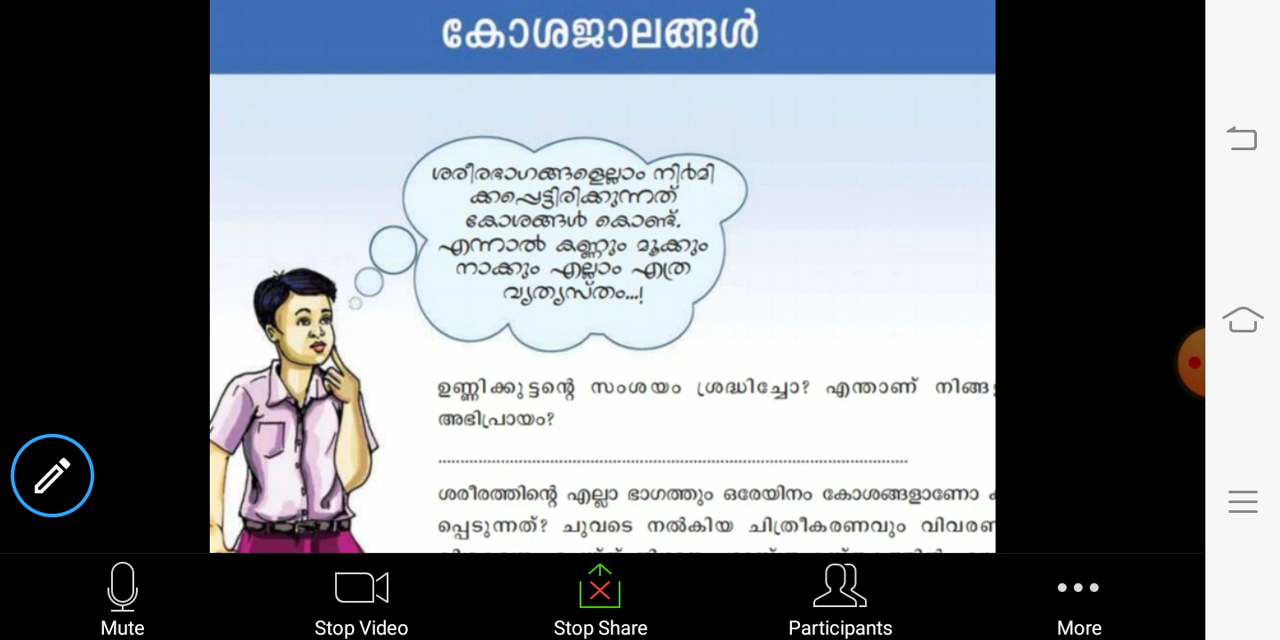 കോശജാലങ്ങൾ
ശരീരഭാഗങ്ങളെല്ലാം നിർമി
ക്കപ്പെട്ടിരിക്കുന്നത്
കോശങ്ങൾ കൊണ്ട്.
എന്നാൽ കണ്ണും മൂക്കും
നാക്കും എല്ലാം എത്ര
വ്യത്യസ്തം...!
ഉണ്ണിക്കുട്ടന്റെ സംശയം ശ്രദ്ധിച്ചോ? എന്താണ്
അഭിപ്രായം?
ശരീരത്തിന്റെ എല്ലാ ഭാഗത്തും ഒരേയിനം കോശങ്ങളാണോ
പ്പെടുന്നത്? ചുവടെ നൽകിയ ചിത്രീകരണവും
Mute
Stop Video
Stop Share
Participants
More